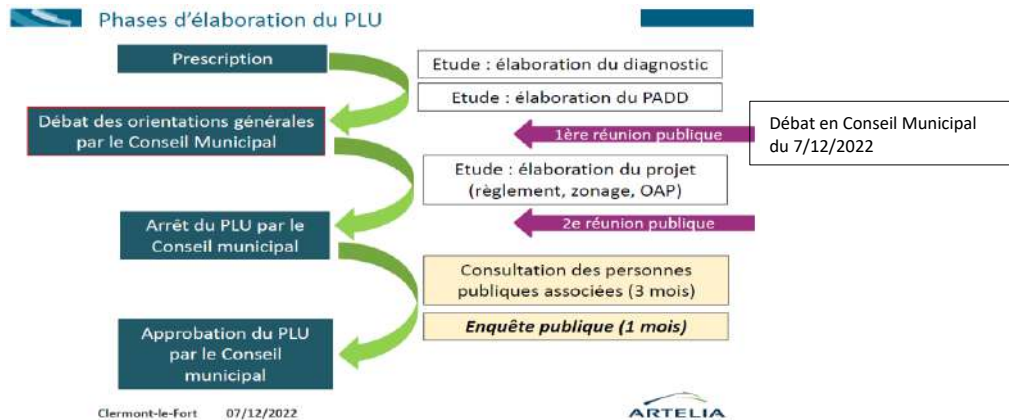 Phases d'élaboration du PLU
Prescription
Etude : élaboration du diagnostic
Etude : élaboration du PADD
Débat des orientations générales
par le Conseil Municipal
1ère réunion publique
Débat en Conseil Municipal
du 7/12/2022
Etude : élaboration du projet
(règlement, zonage, OAP)
Arrêt du PLU par le
Conseil municipal
2e réunion publique
Consultation des personnes
publiques associées (3 mois)
Enquête publique (1 mois)
Approbation du PLU
par le Conseil
municipal
Clermont-le-Fort 07/12/2022
ARTELIA